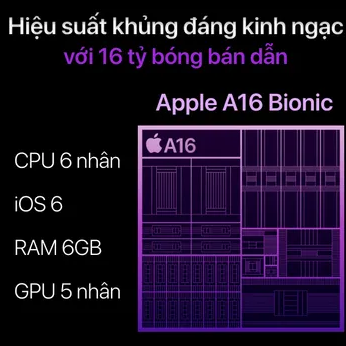 Hiệu suất khủng đáng kinh ngạc
với 16 tỷ bóng bán dẫn
Apple A16 Bionic
A16
CPU 6 nhân
iOS 6
RAM 6GB
GPU 5 nhân